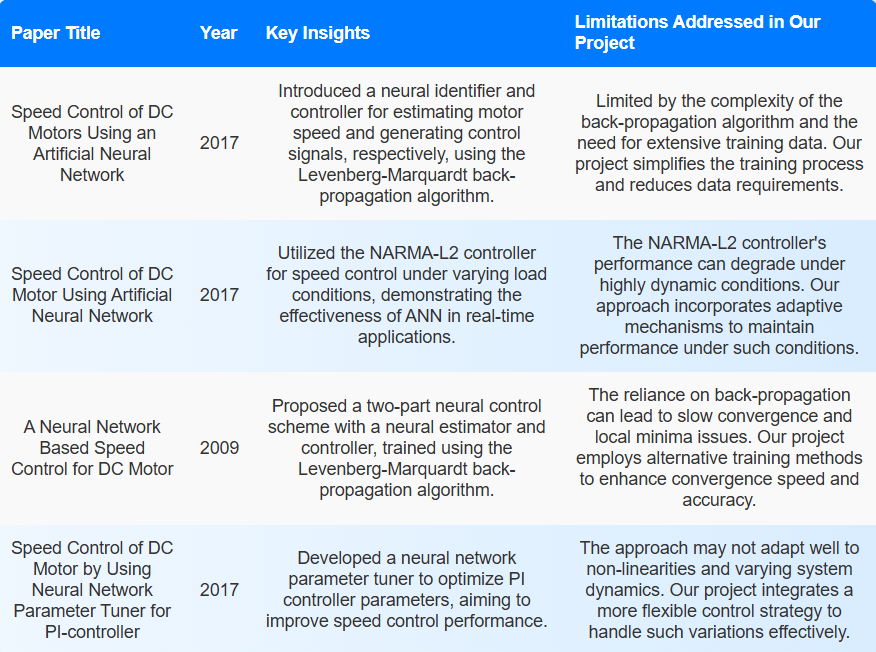 Paper Title
Year
Key Insights
Limitations Addressed in Our
Project
Speed Control of DC
Motors Using an
Artificial Neural
Network
2017
Introduced a neural identifier and
controller for estimating motor
speed and generating control
signals, respectively, using the
Levenberg-Marquardt back-
propagation algorithm.
Limited by the complexity of the
back-propagation algorithm and the
need for extensive training data. Our
project simplifies the training process
and reduces data requirements.
Speed Control of DC
Motor Using Artificial
Neural Network
2017
Utilized the NARMA-L2 controller
for speed control under varying load
conditions, demonstrating the
effectiveness of ANN in real-time
applications.
The NARMA-L2 controller's
performance can degrade under
highly dynamic conditions. Our
approach incorporates adaptive
mechanisms to maintain
performance under such conditions.
A Neural Network
Based Speed
Control for DC Motor
2009
Proposed a two-part neural control
scheme with a neural estimator and
controller, trained using the
Levenberg-Marquardt back-
propagation algorithm.
The reliance on back-propagation
can lead to slow convergence and
local minima issues. Our project
employs alternative training methods
to enhance convergence speed and
accuracy.
Speed Control of DC
Motor by Using
Neural Network
Parameter Tuner for
PI-controller
2017
Developed a neural network
parameter tuner to optimize PI
controller parameters, aiming to
improve speed control performance.
The approach may not adapt well to
non-linearities and varying system
dynamics. Our project integrates a
more flexible control strategy to
handle such variations effectively.